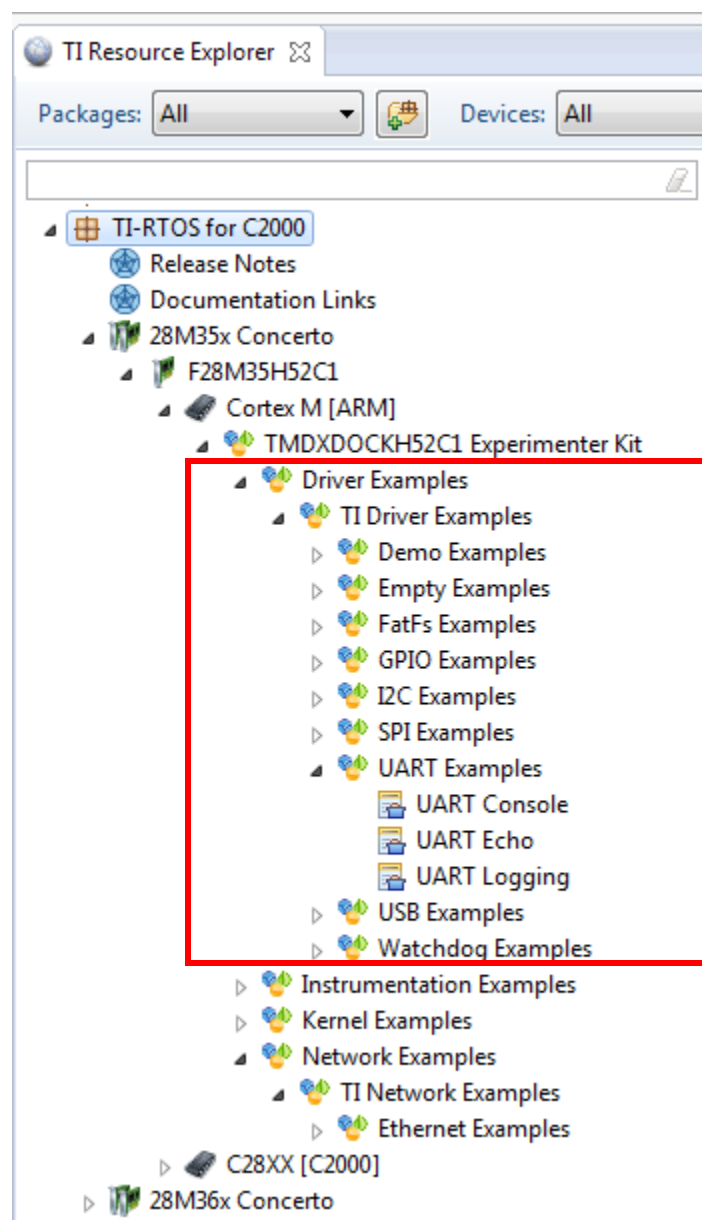 TI Resource Explorer
Packages: All Devices: All
TI-RTOS for C2000
Release Notes
Documentation Links
28M35x Concerto
F28M35H52C1
Cortex M [ARM]
TMDXDOCKH52C1 Experimenter Kit
Driver Examples
TI Driver Examples
Demo Examples
Empty Examples
FatFs Examples
GPIO Examples
I2C Examples
SPI Examples
UART Examples
UART Console
UART Echo
UART Logging
USB Examples
Watchdog Examples
Instrumentation Examples
Kernel Examples
Network Examples
TI Network Examples
Ethernet Examples
C28XX [C2000]
28M36x Concerto